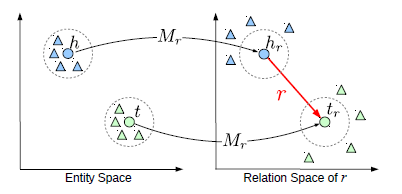 h M_r h_r
r
t M_r t_r
Entity Space Relation Space of r